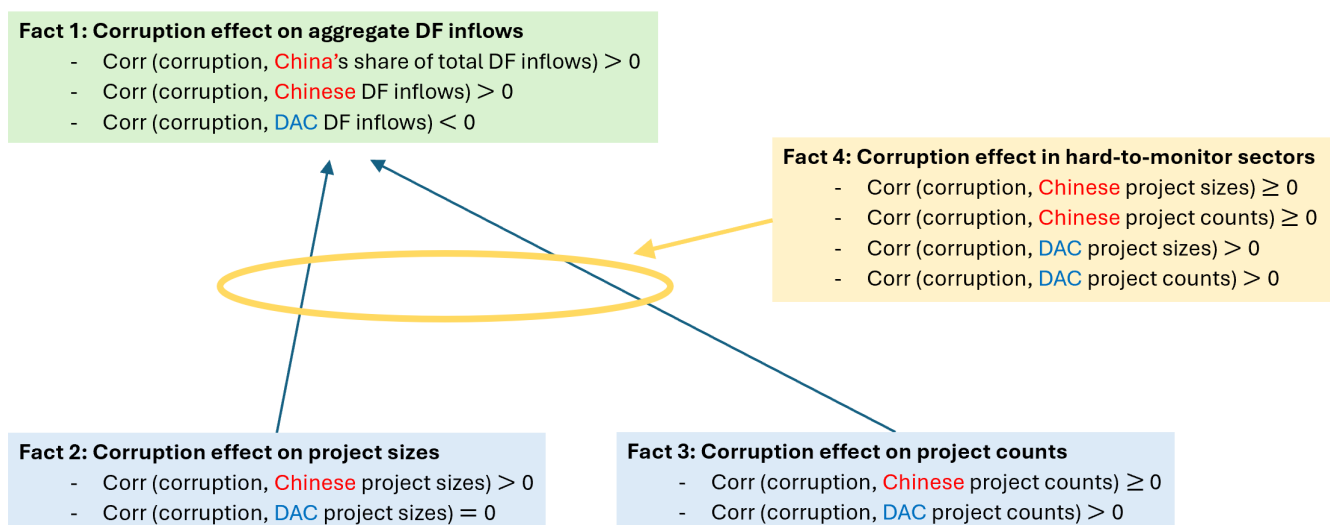 Fact 1: Corruption effect on aggregate DF inflows
- Corr (corruption, China's share of total DF inflows) > 0
- Corr (corruption, Chinese DF inflows) > 0
- Corr (corruption, DAC DF inflows) < 0
Fact 4: Corruption effect in hard-to-monitor sectors
- Corr (corruption, Chinese project sizes) ≥ 0
- Corr (corruption, Chinese project counts) ≥ 0
- Corr (corruption, DAC project sizes) > 0
- Corr (corruption, DAC project counts) > 0
Fact 2: Corruption effect on project sizes
- Corr (corruption, Chinese project sizes) > 0
- Corr (corruption, DAC project sizes) = 0
Fact 3: Corruption effect on project counts
- Corr (corruption, Chinese project counts) ≥ 0
- Corr (corruption, DAC project counts) > 0